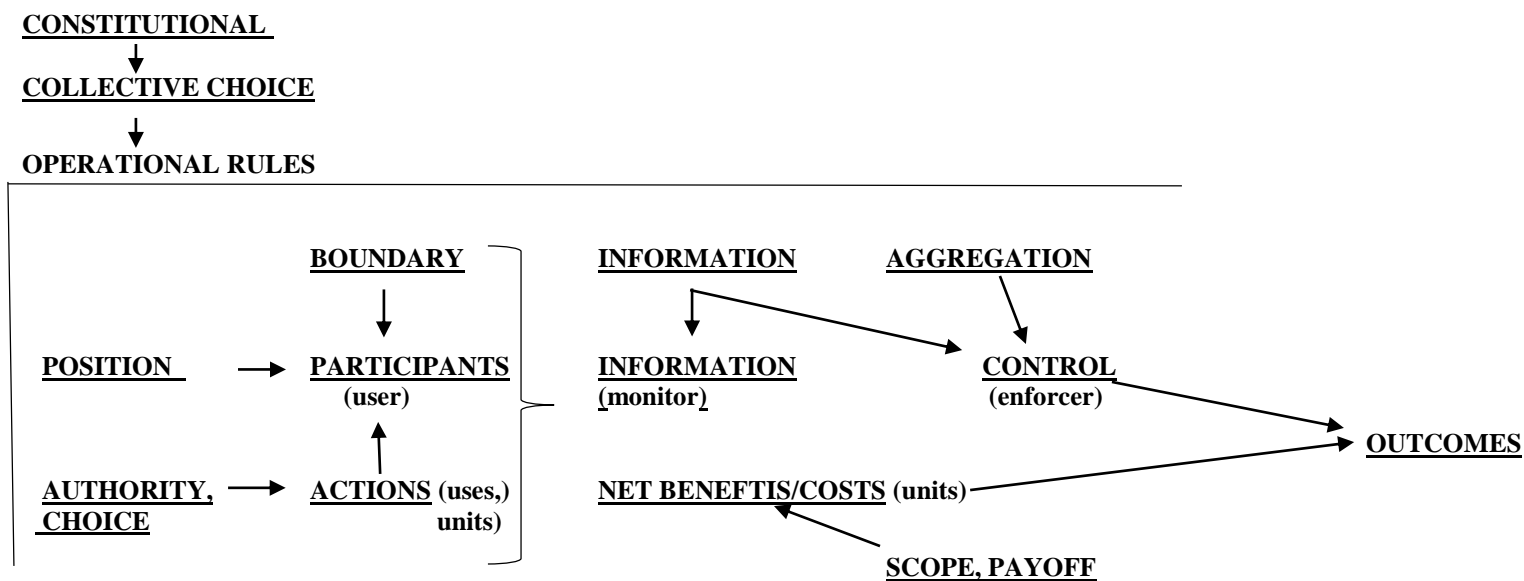 CONSTITUTIONAL
COLLECTIVE CHOICE
OPERATIONAL RULES
BOUNDARY INFORMATION AGGREGATION
POSITION PARTICIPANTS INFORMATION CONTROL
(user) (monitor) (enforcer)
OUTCOMES
AUTHORITY, ACTIONS (uses,) NET BENEFTIS/COSTS (units)
CHOICE units)
SCOPE, PAYOFF